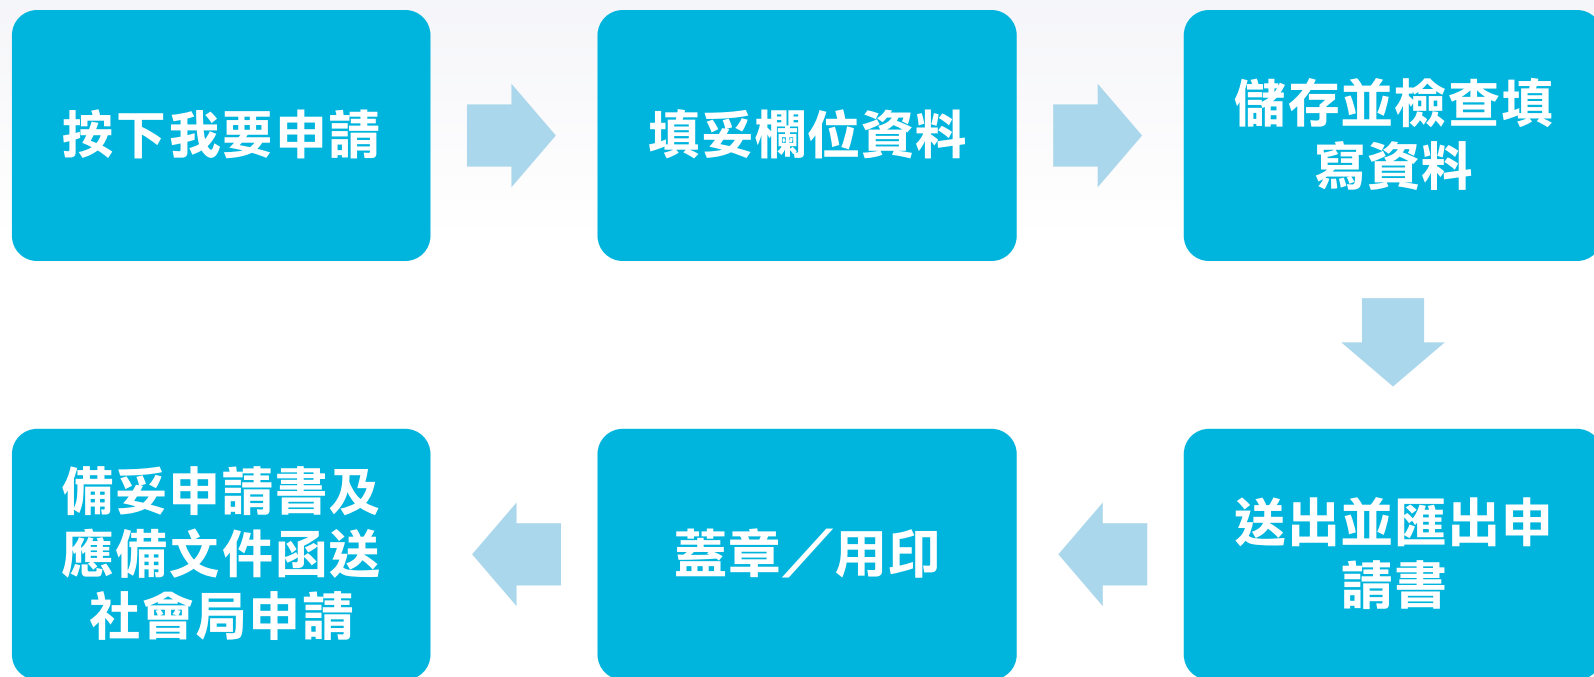 按下我要申請
填妥欄位資料
儲存並檢查填
寫資料
送出並匯出申
請書
蓋章／用印
備妥申請書及
應備文件函送
社會局申請